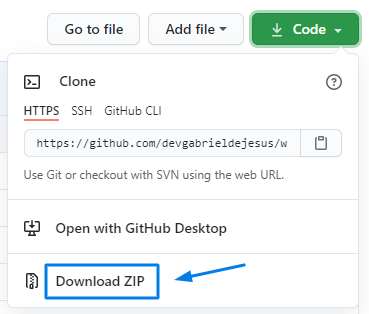 Go to file
Add file
Code
Clone
HTTPS
SSH
GitHub CLI
https://github.com/devgabrieldejesus/w
Use Git or checkout with SVN using the web URL.
Open with GitHub Desktop
Download ZIP